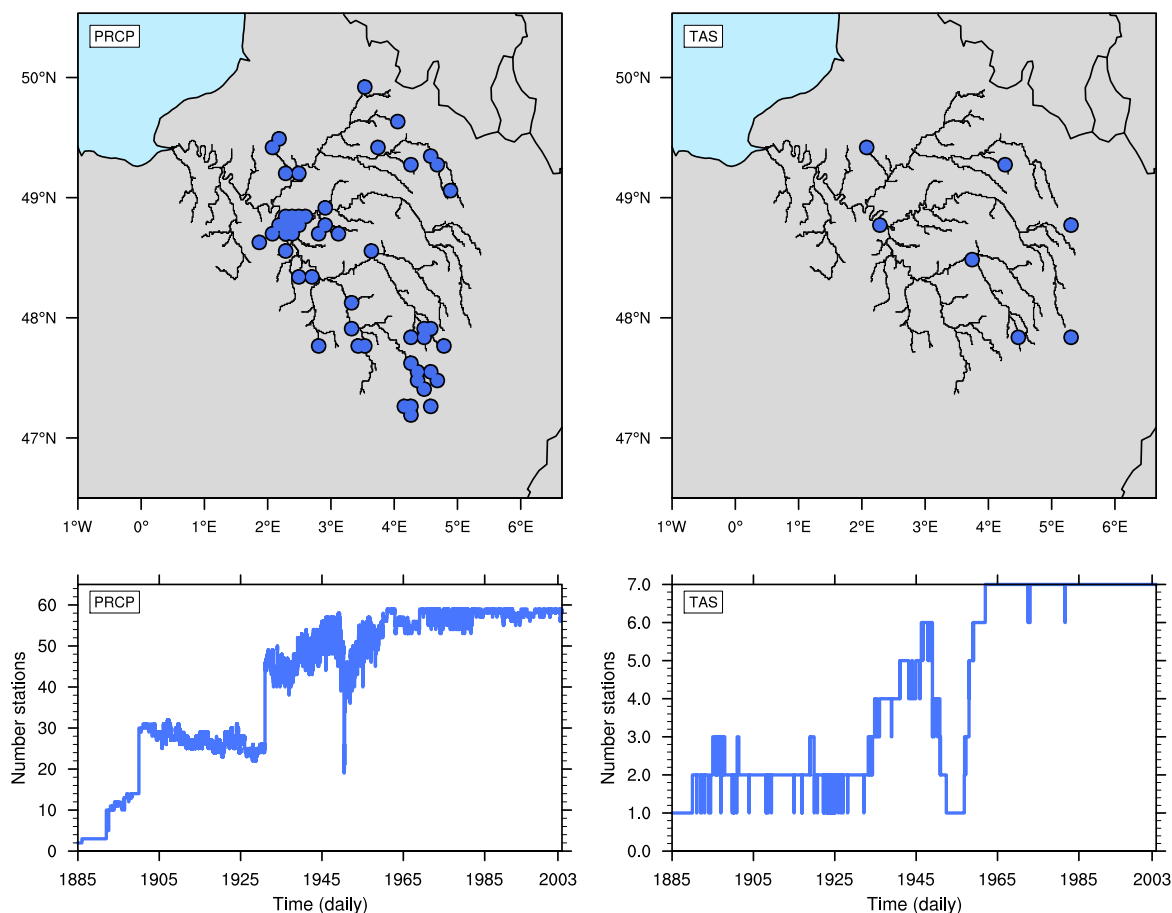 PRCP
50°N
49°N
48°N
47°N
1°W 0° 1°E 2°E 3°E 4°E 5°E 6°E
TAS
50°N
49°N
48°N
47°N
1°W 0° 1°E 2°E 3°E 4°E 5°E 6°E
PRCP
Number stations
60
50
40
30
20
10
0
1885 1905 1925 1945 1965 1985 2003
Time (daily)
TAS
Number stations
7.0
6.0
5.0
4.0
3.0
2.0
1.0
0.0
1885 1905 1925 1945 1965 1985 2003
Time (daily)